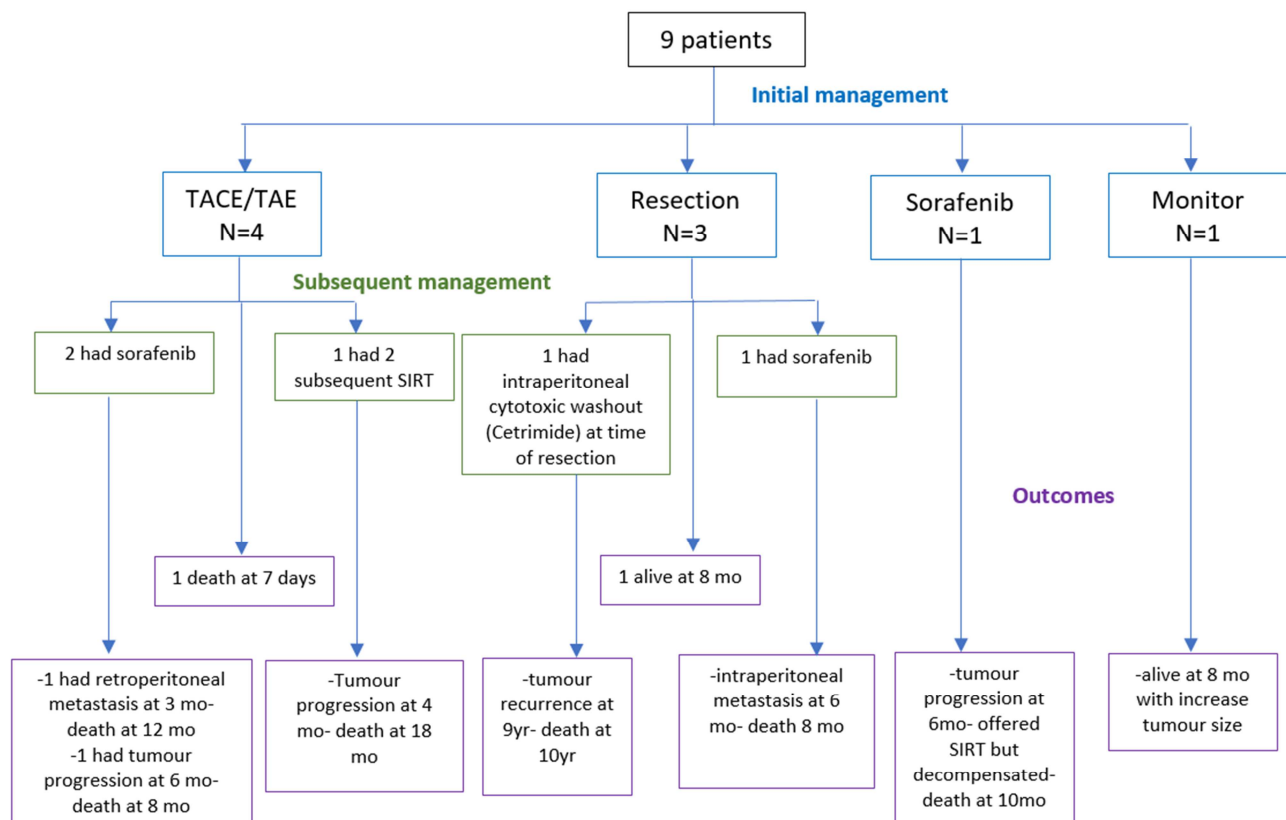 9 patients
Initial management
TACE/TAE
N=4
Resection
N=3
Sorafenib
N=1
Monitor
N=1
Subsequent management
2 had sorafenib
1 had 2
subsequent SIRT
1 had
intraperitoneal
cytotoxic washout
(Cetrimide) at time
of resection
1 had sorafenib
Outcomes
1 death at 7 days
1 alive at 8 mo
-1 had retroperitoneal
metastasis at 3 mo-
death at 12 mo
-1 had tumour
progression at 6 mo-
death at 8 mo
-Tumour
progression at 4
mo- death at 18
mo
-tumour
recurrence at
9yr- death at
10yr
-intraperitoneal
metastasis at 6
mo- death 8 mo
-tumour
progression at
6mo- offered
SIRT but
decompensated-
death at 10mo
-alive at 8 mo
with increase
tumour size